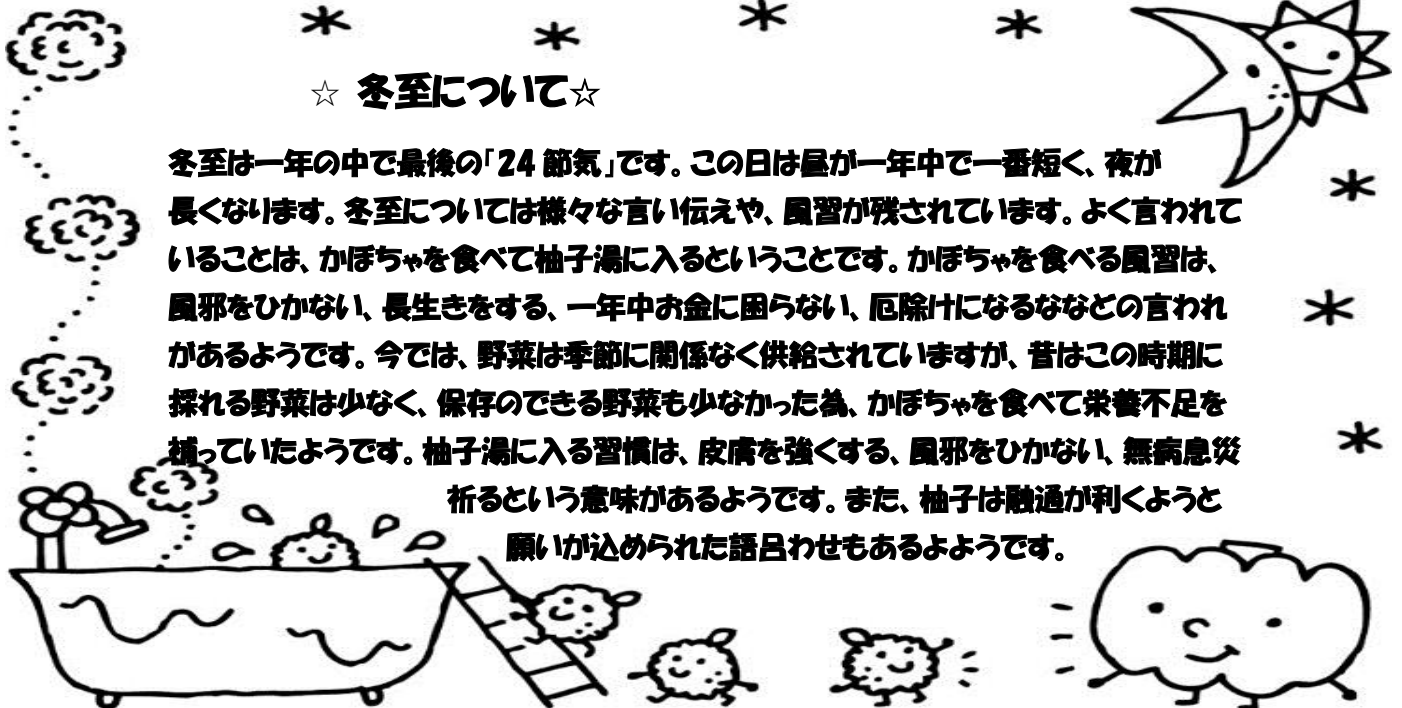 ☆ 冬至について☆
冬至は一年の中で最後の「24 節気」です。この日は昼が一年中で一番短く、夜が
長くなります。冬至については様々な言い伝えや、風習が残されています。よく言われて
いることは、かぼちゃを食べて柚子湯に入るということです。かぼちゃを食べる風習は、
風邪をひかない、長生きをする、一年中お金に困らない、厄除けになるななどの言われ
があるようです。今では、野菜は季節に関係なく供給されていますが、昔はこの時期に
採れる野菜は少なく、保存のできる野菜も少なかった為、かぼちゃを食べて栄養不足を
補っていたようです。柚子湯に入る習慣は、皮膚を強くする、風邪をひかない、無病息災
祈るという意味があるようです。また、柚子は融通が利くようと
願いが込められた語呂わせもあるよようです。